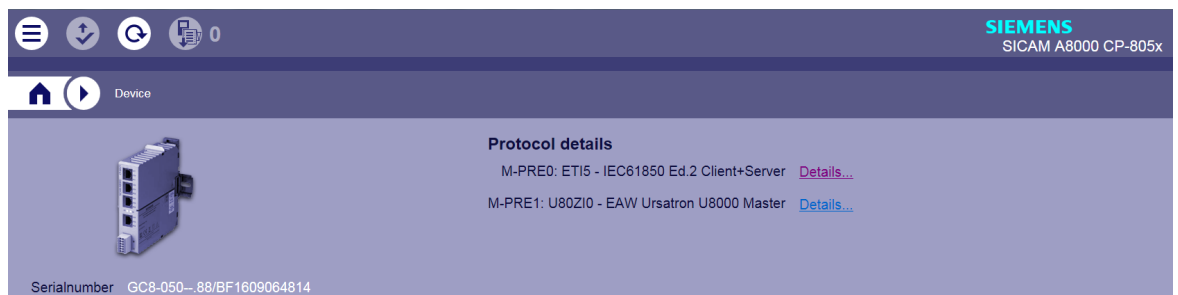 0
SIEMENS
SICAM A8000 CP-805x
Device
Protocol details
M-PRE0: ETI5 - IEC61850 Ed.2 Client+Server Details...
M-PRE1: U80ZI0 - EAW Ursatron U8000 Master Details...
Serialnumber GC8-050--.88/BF1609064814